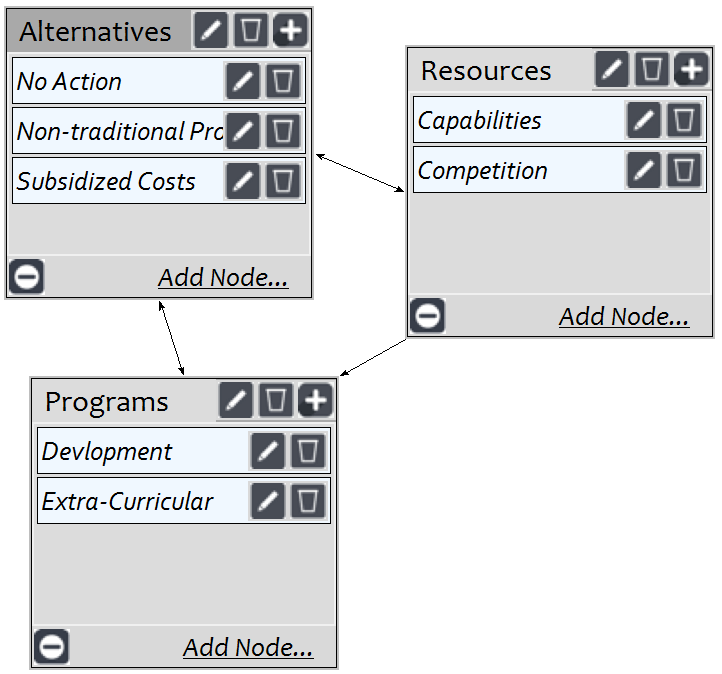 Alternatives
No Action
Non-traditional Pro
Subsidized Costs
Add Node...
Resources
Capabilities
Competition
Add Node...
Programs
Devlopment
Extra-Curricular
Add Node...